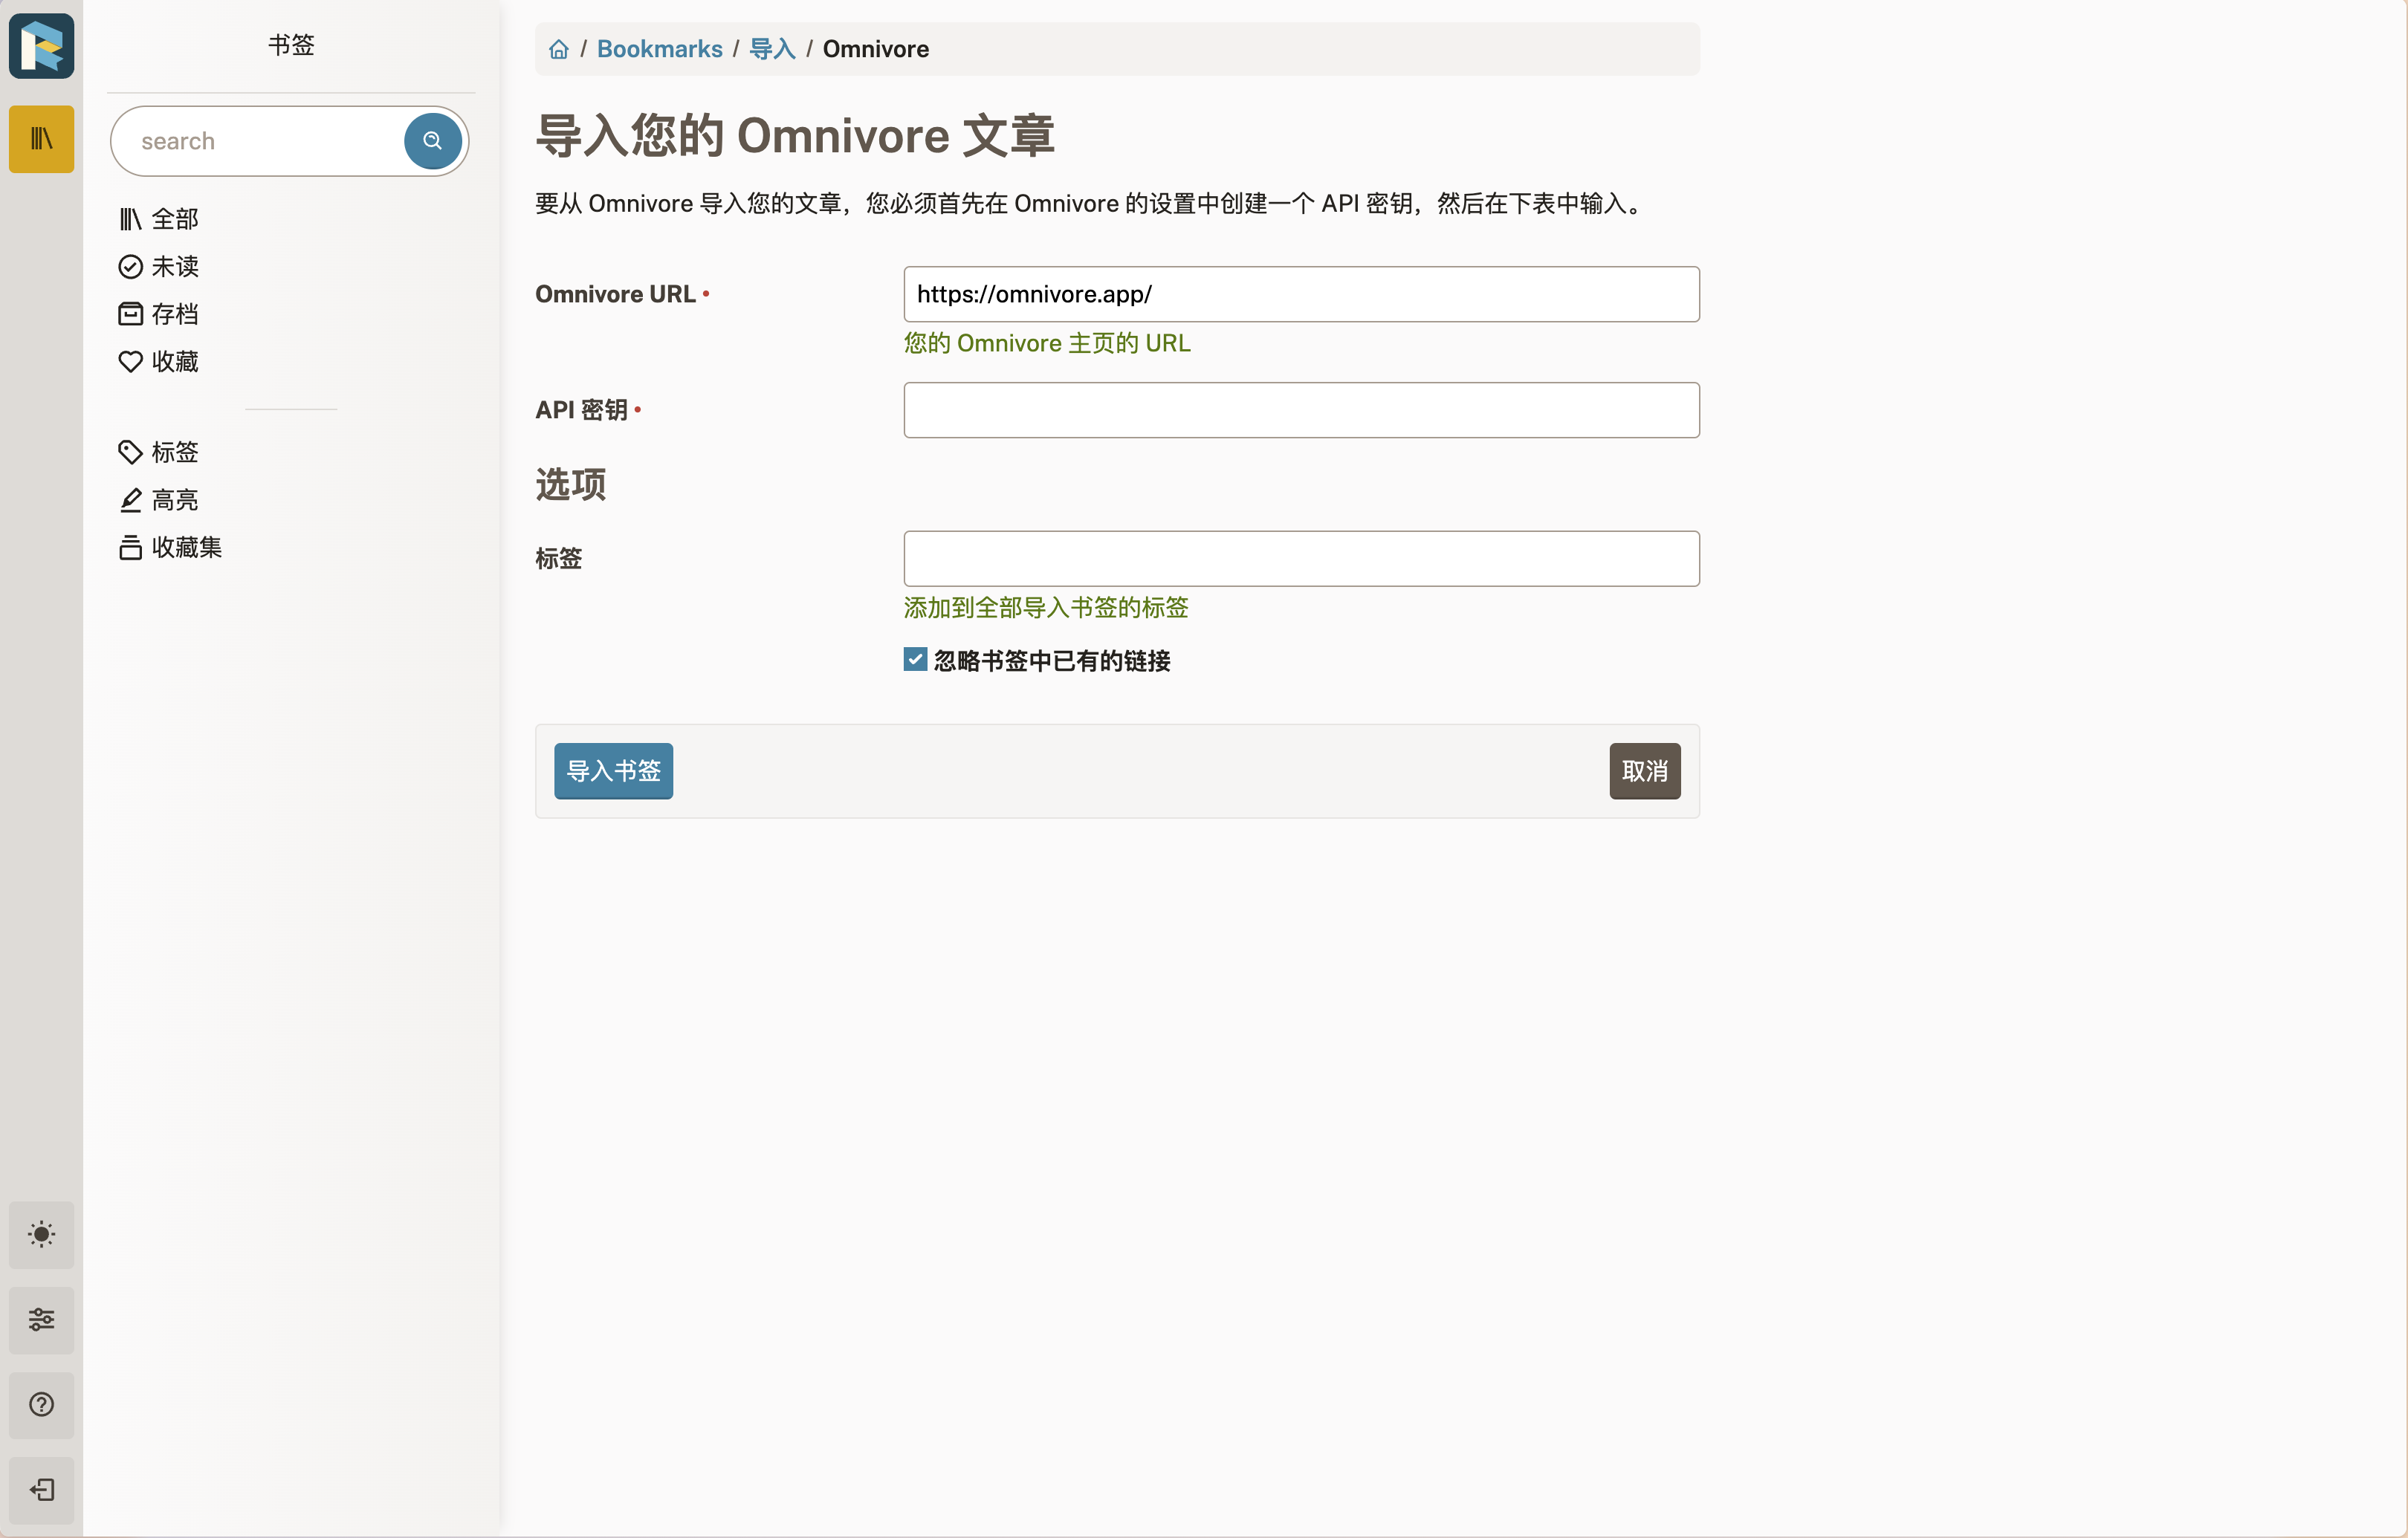 书签
search
全部
未读
存档
收藏
标签
高亮
收藏集
/ Bookmarks / 导入 / Omnivore
导入您的 Omnivore 文章
要从 Omnivore 导入您的文章，您必须首先在 Omnivore 的设置中创建一个 API 密钥，然后在下表中输入。
Omnivore URL •
https://omnivore.app/
您的 Omnivore 主页的 URL
API 密钥 •
选项
标签
添加到全部导入书签的标签
忽略书签中已有的链接
导入书签
取消